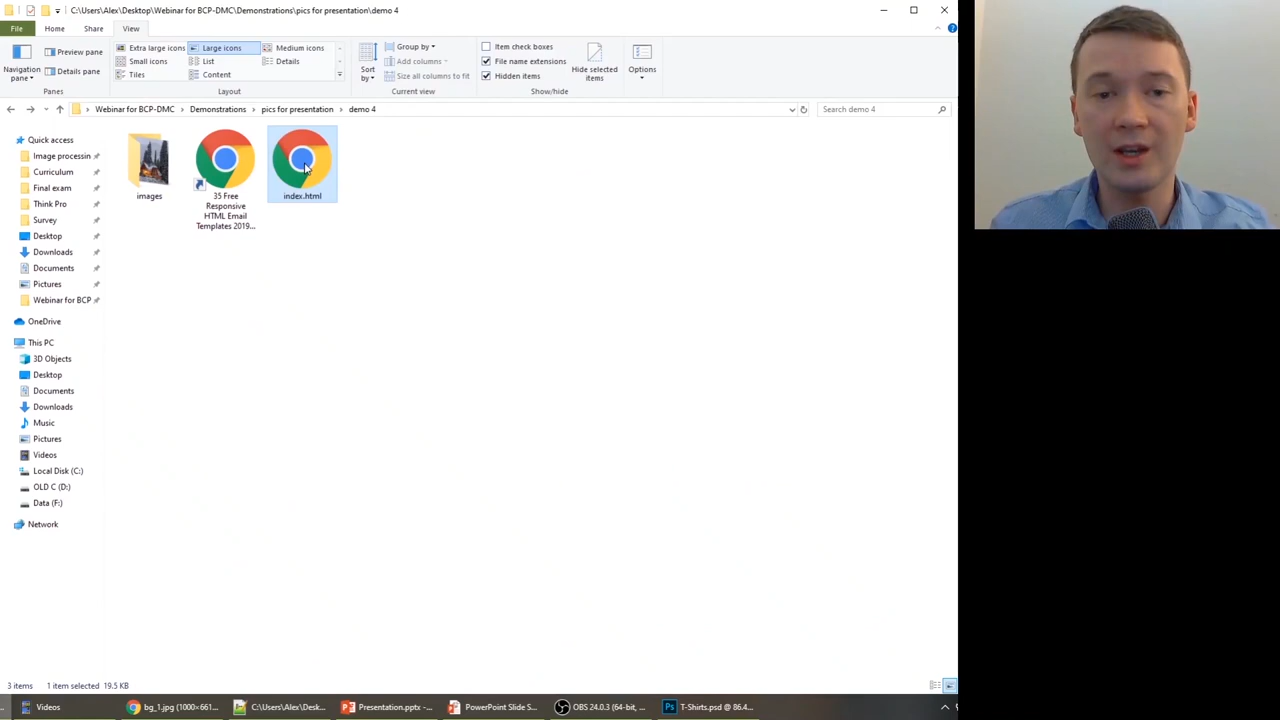 C:\Users\Alex\Desktop\Webinar for BCP-DMC\Demonstrations\pics for presentation\demo 4
File
Home
Share
View
Navigation pane
Preview pane
Details pane
Panes
Extra large icons
Large icons
Medium icons
Small icons
List
Details
Tiles
Content
Layout
Sort by
Group by
Add columns
Size all columns to fit
Current view
Item check boxes
File name extensions
Hidden items
Hide selected items
Show/hide
Options
Webinar for BCP-DMC
Demonstrations
pics for presentation
demo 4
Search demo 4
Quick access
Image processin
Curriculum
Final exam
Think Pro
Survey
Desktop
Downloads
Documents
Pictures
Webinar for BCP
OneDrive
This PC
3D Objects
Desktop
Documents
Downloads
Music
Pictures
Videos
Local Disk (C:)
OLD C (D:)
Data (F:)
Network
images
35 Free
Responsive
HTML Email
Templates 2019...
index.html
3 items
1 item selected 19.5 KB
Videos
bg_1.jpg (1000×661...
C:\Users\Alex\Desk...
Presentation.pptx -...
PowerPoint Slide S...
OBS 24.0.3 (64-bit, ...
T-Shirts.psd @ 86.4...